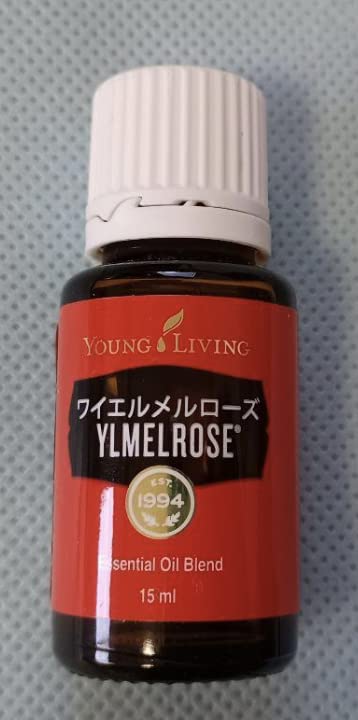 YOUNG LIVING
ワイエルメルローズ
YLMELROSE®
EST.
1994
Essential Oil Blend
15 ml